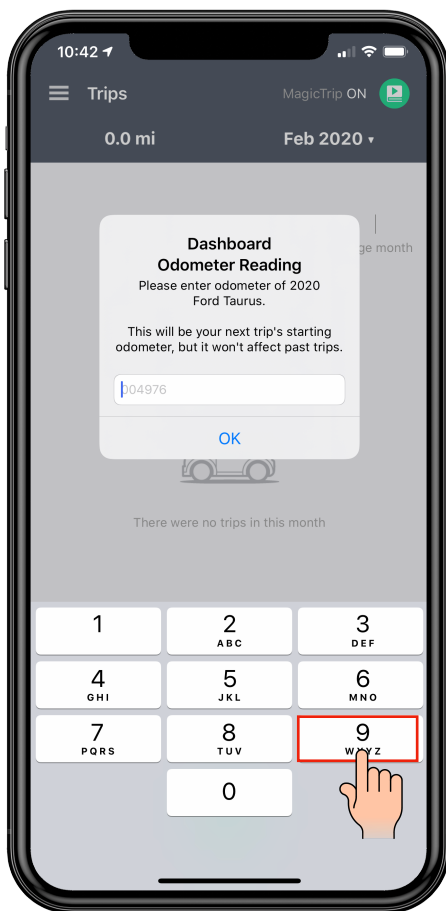 10:42
Trips
MagicTrip ON
0.0 mi
Feb 2020 ▾
Dashboard
Odometer Reading
ge month
Please enter odometer of 2020
Ford Taurus.
This will be your next trip's starting
odometer, but it won't affect past trips.
004976
OK
There were no trips in this month
1
2
ABC
3
DEF
4
GHI
5
JKL
6
MNO
7
PQRS
8
TUV
9
WXYZ
0